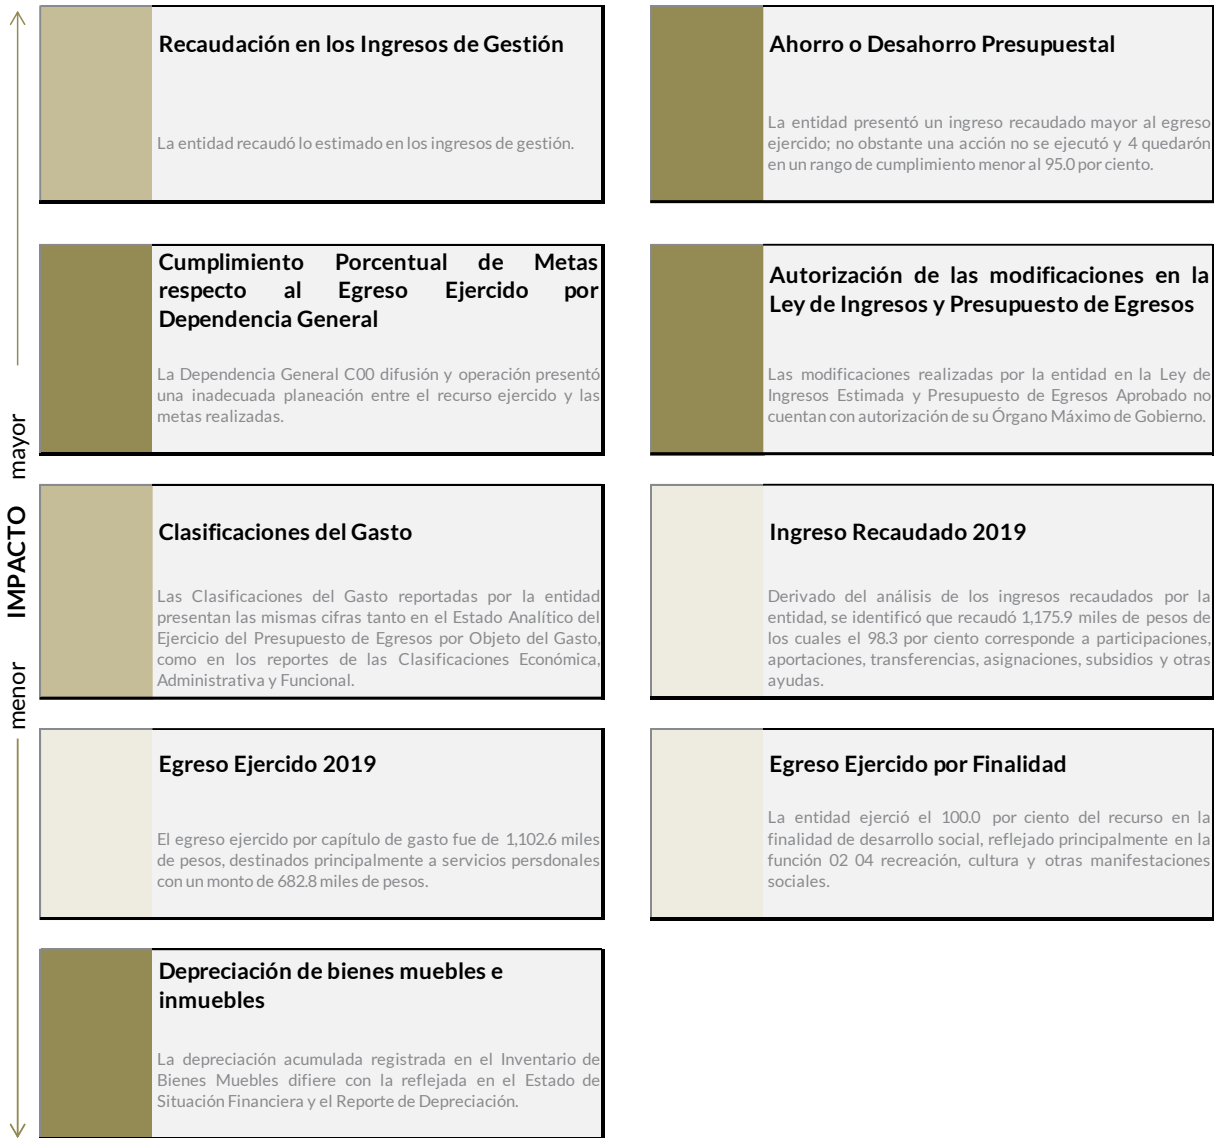 Recaudación en los Ingresos de Gestión
La entidad recaudó lo estimado en los ingresos de gestión.
Ahorro o Desahorro Presupuestal
La entidad presentó un ingreso recaudado mayor al egreso
ejercido; no obstante una acción no se ejecutó y 4 quedarón
en un rango de cumplimiento menor al 95.0 por ciento.
Cumplimiento Porcentual de Metas
respecto al Egreso Ejercido por
Dependencia General
La Dependencia General C00 difusión y operación presentó
una inadecuada planeación entre el recurso ejercido y las
metas realizadas.
Autorización de las modificaciones en la
Ley de Ingresos y Presupuesto de Egresos
Las modificaciones realizadas por la entidad en la Ley de
Ingresos Estimada y Presupuesto de Egresos Aprobado no
cuentan con autorización de su Órgano Máximo de Gobierno.
menor IMPACTO mayor
Clasificaciones del Gasto
Las Clasificaciones del Gasto reportadas por la entidad
presentan las mismas cifras tanto en el Estado Analítico del
Ejercicio del Presupuesto de Egresos por Objeto del Gasto,
como en los reportes de las Clasificaciones Económica,
Administrativa y Funcional.
Ingreso Recaudado 2019
Derivado del análisis de los ingresos recaudados por la
entidad, se identificó que recaudó 1,175.9 miles de pesos de
los cuales el 98.3 por ciento corresponde a participaciones,
aportaciones, transferencias, asignaciones, subsidios y otras
ayudas.
Egreso Ejercido 2019
El egreso ejercido por capítulo de gasto fue de 1,102.6 miles
de pesos, destinados principalmente a servicios persdonales
con un monto de 682.8 miles de pesos.
Egreso Ejercido por Finalidad
La entidad ejerció el 100.0 por ciento del recurso en la
finalidad de desarrollo social, reflejado principalmente en la
función 02 04 recreación, cultura y otras manifestaciones
sociales.
Depreciación de bienes muebles e
inmuebles
La depreciación acumulada registrada en el Inventario de
Bienes Muebles difiere con la reflejada en el Estado de
Situación Financiera y el Reporte de Depreciación.